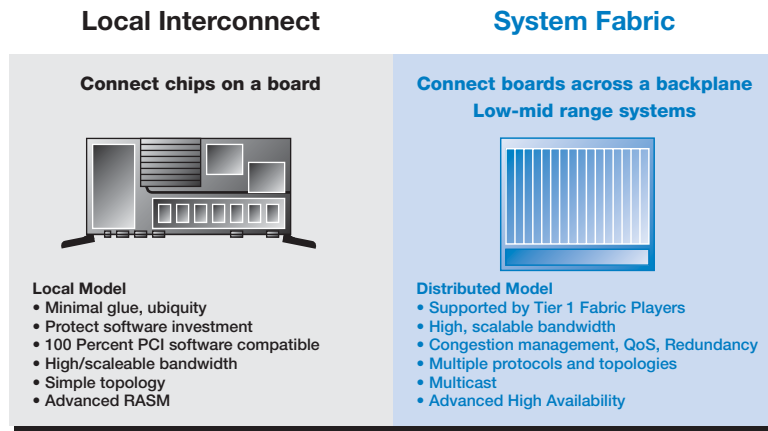 Local Interconnect
System Fabric
Connect chips on a board
Connect boards across a backplane
Low-mid range systems
Local Model
• Minimal glue, ubiquity
• Protect software investment
• 100 Percent PCI software compatible
• High/scaleable bandwidth
• Simple topology
• Advanced RASM
Distributed Model
• Supported by Tier 1 Fabric Players
• High, scalable bandwidth
• Congestion management, QoS, Redundancy
• Multiple protocols and topologies
• Multicast
• Advanced High Availability